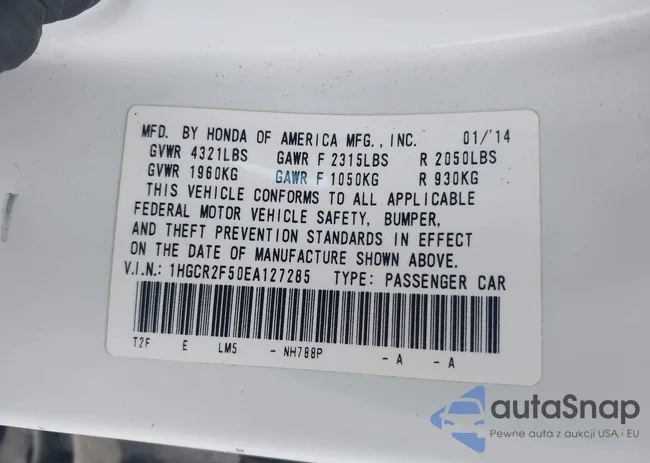 MFD. BY HONDA OF AMERICA MFG., INC. 01/'14
GVWR 4321LBS GAWR F 2315LBS R 2050LBS
GVWR 1960KG GAWR F 1050KG R 930KG
THIS VEHICLE CONFORMS TO ALL APPLICABLE
FEDERAL MOTOR VEHICLE SAFETY, BUMPER,
AND THEFT PREVENTION STANDARDS IN EFFECT
ON THE DATE OF MANUFACTURE SHOWN ABOVE.
V.I.N.: 1HGCR2F50EA127285 TYPE: PASSENGER CAR
T2F E LM5 - NH788P - A - A
autaSnap
Pewne auta z aukcji USA i EU